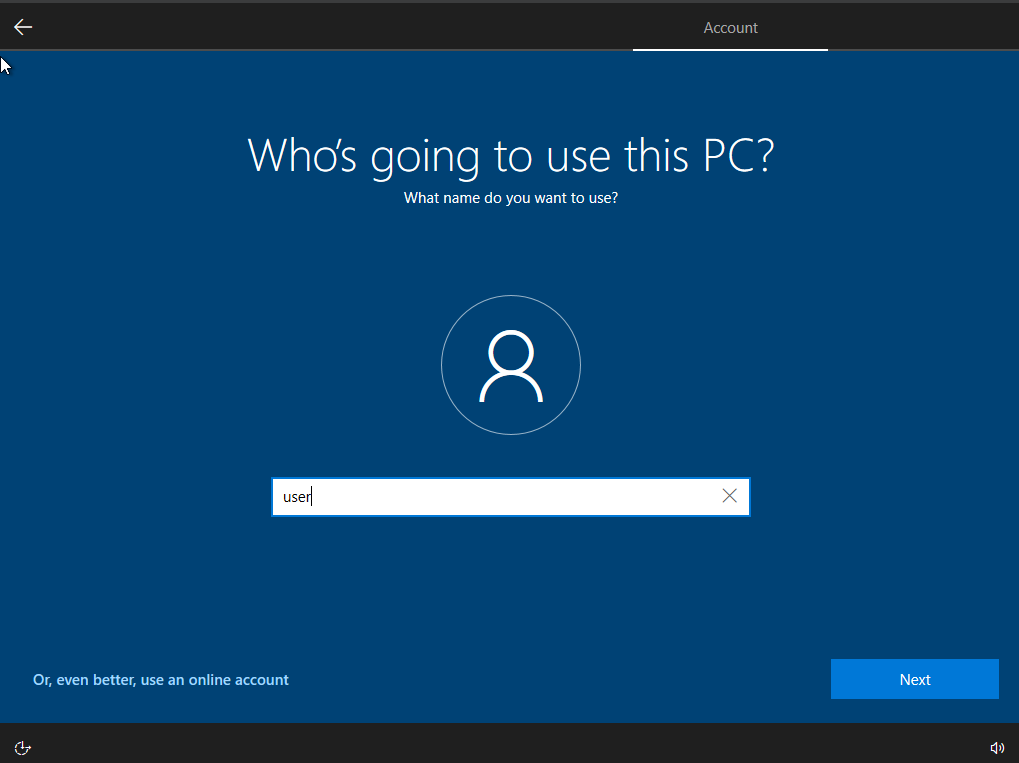 Account
Who's going to use this PC?
What name do you want to use?
user
Or, even better, use an online account
Next